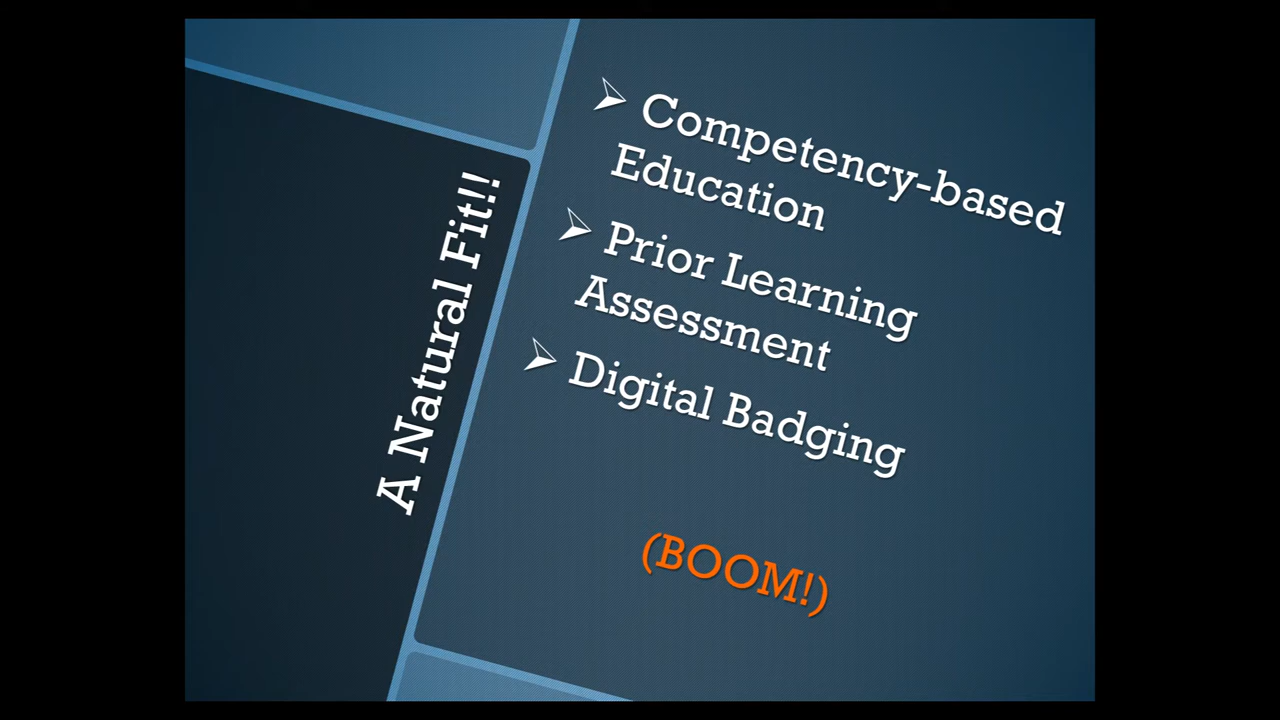 A Natural Fit!!
Competency-based
Education
Prior Learning
Assessment
Digital Badging
(BOOM!)